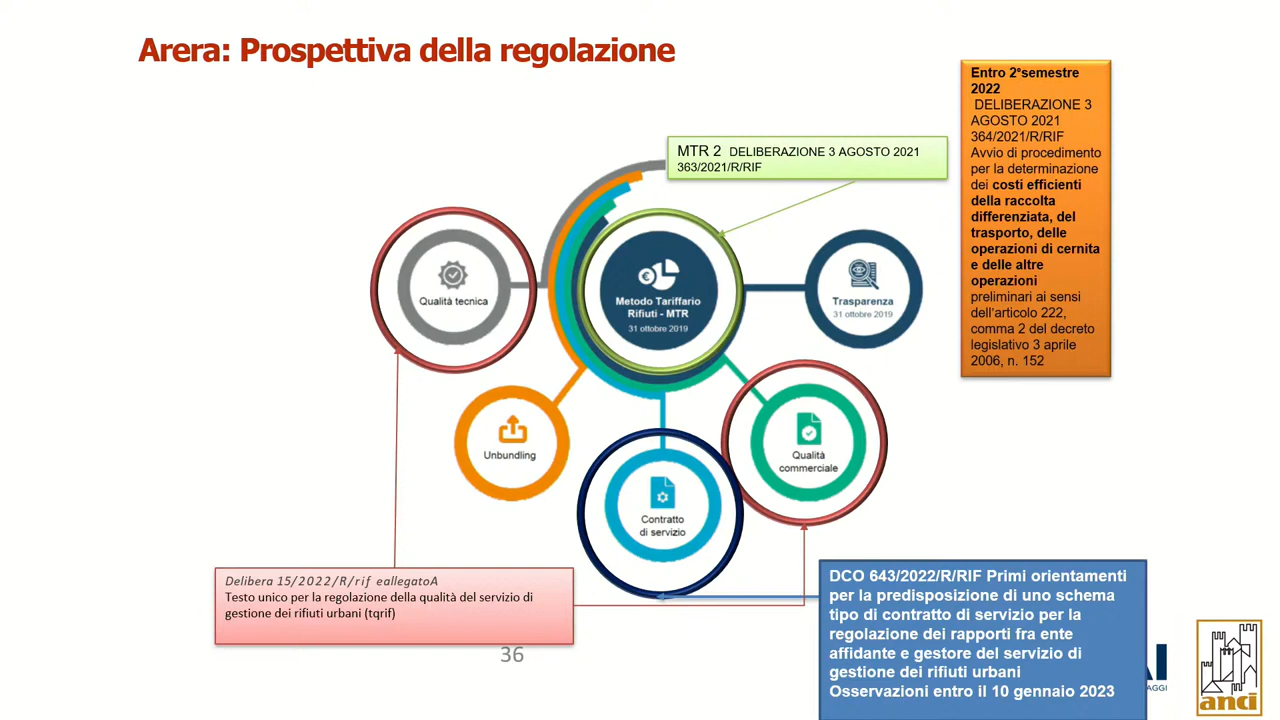 Arera: Prospettiva della regolazione
Entro 2°semestre
2022
DELIBERAZIONE 3
AGOSTO 2021
364/2021/R/RIF
Avvio di procedimento
per la determinazione
dei costi efficienti
della raccolta
differenziata, del
trasporto, delle
operazioni di cernita
e delle altre
operazioni
preliminari ai sensi
dell'articolo 222,
comma 2 del decreto
legislativo 3 aprile
2006, n. 152
MTR 2 DELIBERAZIONE 3 AGOSTO 2021
363/2021/R/RIF
Qualità tecnica
Metodo Tariffario
Rifiuti - MTR
31 ottobre 2019
Trasparenza
31 ottobre 2019
Unbundling
Contratto
di servizio
Qualità
commerciale
Delibera 15/2022/R/rif eallegatoA
Testo unico per la regolazione della qualità del servizio di
gestione dei rifiuti urbani (tqrif)
DCO 643/2022/R/RIF Primi orientamenti
per la predisposizione di uno schema
tipo di contratto di servizio per la
regolazione dei rapporti fra ente
affidante e gestore del servizio di
gestione dei rifiuti urbani
Osservazioni entro il 10 gennaio 2023
36
AI
AGGI
anci